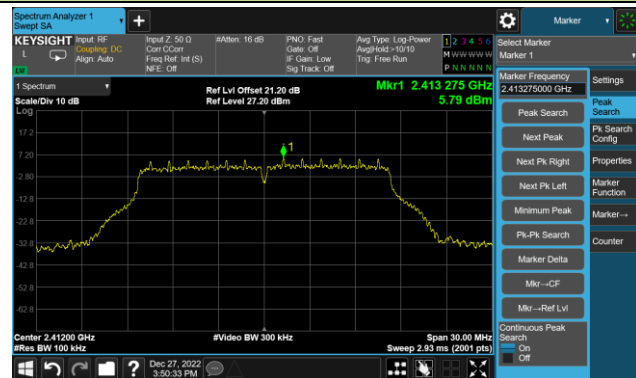 Spectrum Analyzer 1
Swept SA
Marker
KEYSIGHT
L
LW
Input: RF
Coupling: DC
Align: Auto
Input Z: 50 Ω
Corr CCorr
Freq Ref: Int (S)
NFE: Off
#Atten: 16 dB
PNO: Fast
Gate: Off
IF Gain: Low
Sig Track: Off
Avg Type: Log-Power
Avg|Hold:>10/10
Trig: Free Run
1 2 3 4 5 6
M W W W W W
P N N N N N
Select Marker
Marker 1
1 Spectrum
Scale/Div 10 dB
Log
Ref Lvl Offset 21.20 dB
Ref Level 27.20 dBm
Mkr1 2.413 275 GHz
5.79 dBm
17.2
7.20
-2.80
-12.8
-22.8
-32.8
-42.8
-52.8
-62.8
1
Center 2.41200 GHz
#Res BW 100 kHz
#Video BW 300 kHz
Span 30.00 MHz
Sweep 2.93 ms (2001 pts)
Marker Frequency
2.413275000 GHz
Peak Search
Next Peak
Next Pk Right
Next Pk Left
Minimum Peak
Pk-Pk Search
Marker Delta
Mkr→CF
Mkr→Ref Lvl
Continuous Peak
Search
On
Off
Settings
Peak
Search
Pk Search
Config
Properties
Marker
Function
Marker→
Counter
?
Dec 27, 2022
3:50:33 PM